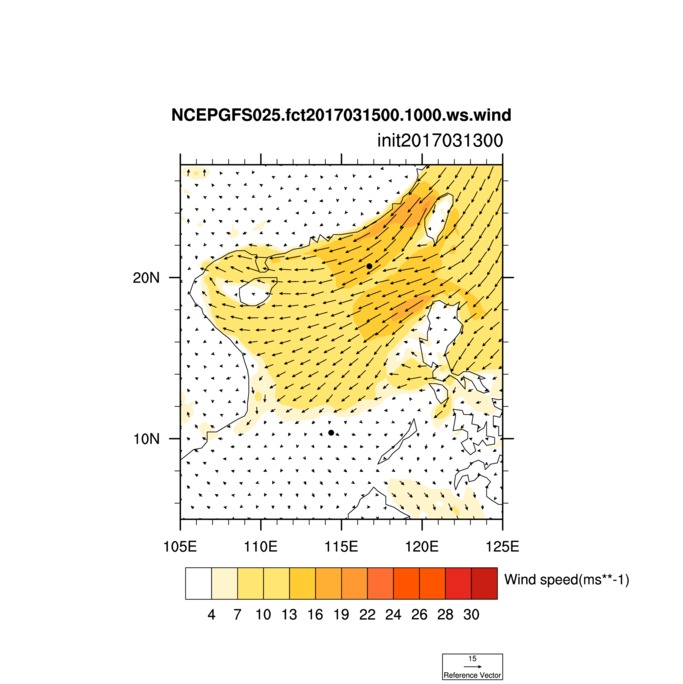 NCEPGFS025.fct2017031500.1000.ws.wind
init2017031300
20N
10N
105E 110E 115E 120E 125E
Wind speed(ms**-1)
4 7 10 13 16 19 22 24 26 28 30
15
Reference Vector